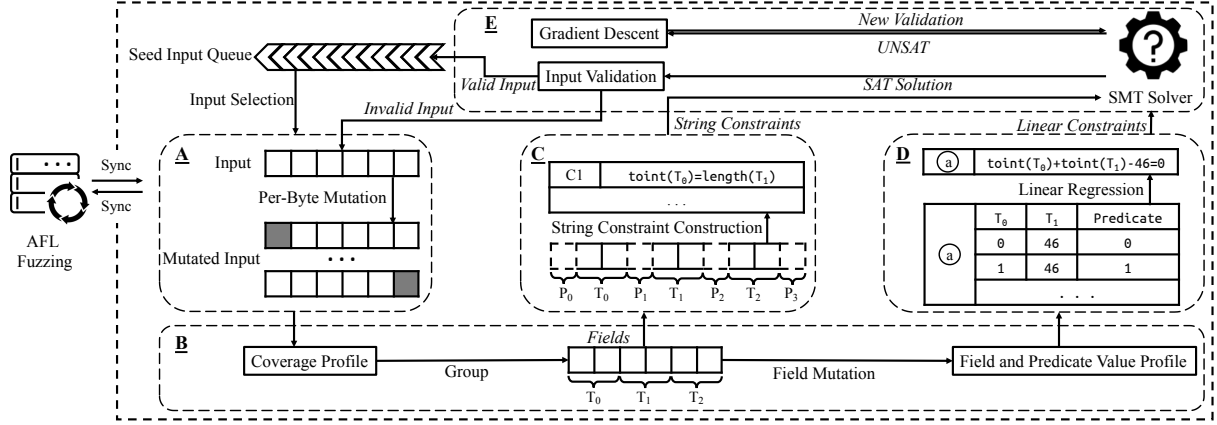 E
Gradient Descent
New Validation
UNSAT
Seed Input Queue
Valid Input
Input Validation
SAT Solution
?
SMT Solver
Input Selection
Invalid Input
String Constraints
Linear Constraints
Sync
Sync
AFL
Fuzzing
A
Input
Per-Byte Mutation
Mutated Input
...
C
C1
toint(T₀)=length(T₁)
...
String Constraint Construction
P₀ T₀ P₁ T₁ P₂ T₂ P₃
D
a
toint(T₀)+toint(T₁)-46=0
Linear Regression
T₀ T₁ Predicate
a
0 46 0
1 46 1
. . .
B
Fields
Coverage Profile
Group
Field Mutation
Field and Predicate Value Profile
T₀ T₁ T₂